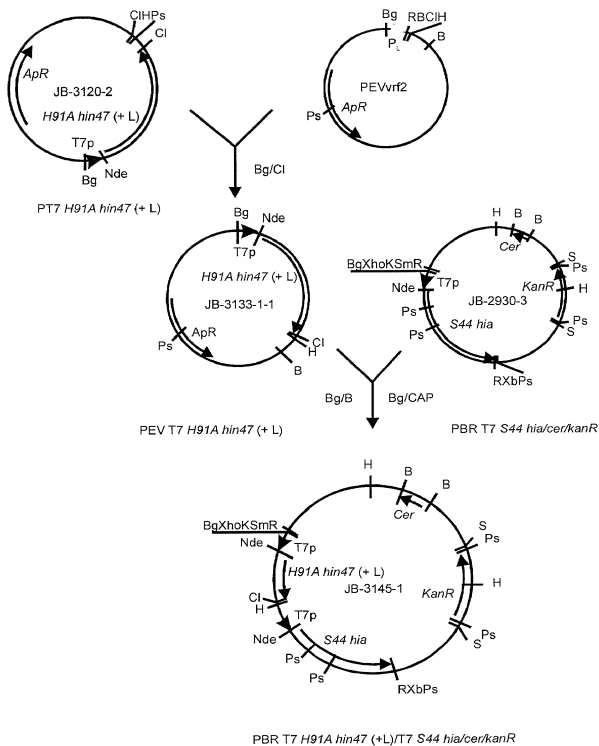 ClHPs
Cl
ApR
JB-3120-2
H91A hin47 (+ L)
T7p
Bg
Nde
PT7 H91A hin47 (+ L)
Bg
RBClH
PL
B
PEVvrf2
ApR
Ps
Bg/Cl
Bg
Nde
T7p
H91A hin47 (+ L)
JB-3133-1-1
Ps
ApR
Cl
H
B
PEV T7 H91A hin47 (+ L)
H
B
B
Cer
BgXhoKSmR
T7p
Nde
S
Ps
KanR
H
JB-2930-3
Ps
Ps
S44 hia
Ps
S
RXbPs
PBR T7 S44 hia/cer/kanR
Bg/B
Bg/CAP
H
B
B
Cer
BgXhoKSmR
Nde
T7p
S
Ps
H91A hin47 (+ L)
JB-3145-1
KanR
H
Cl
H
T7p
Nde
S44 hia
Ps
Ps
Ps
S
RXbPs
PBR T7 H91A hin47 (+L)/T7 S44 hia/cer/kanR